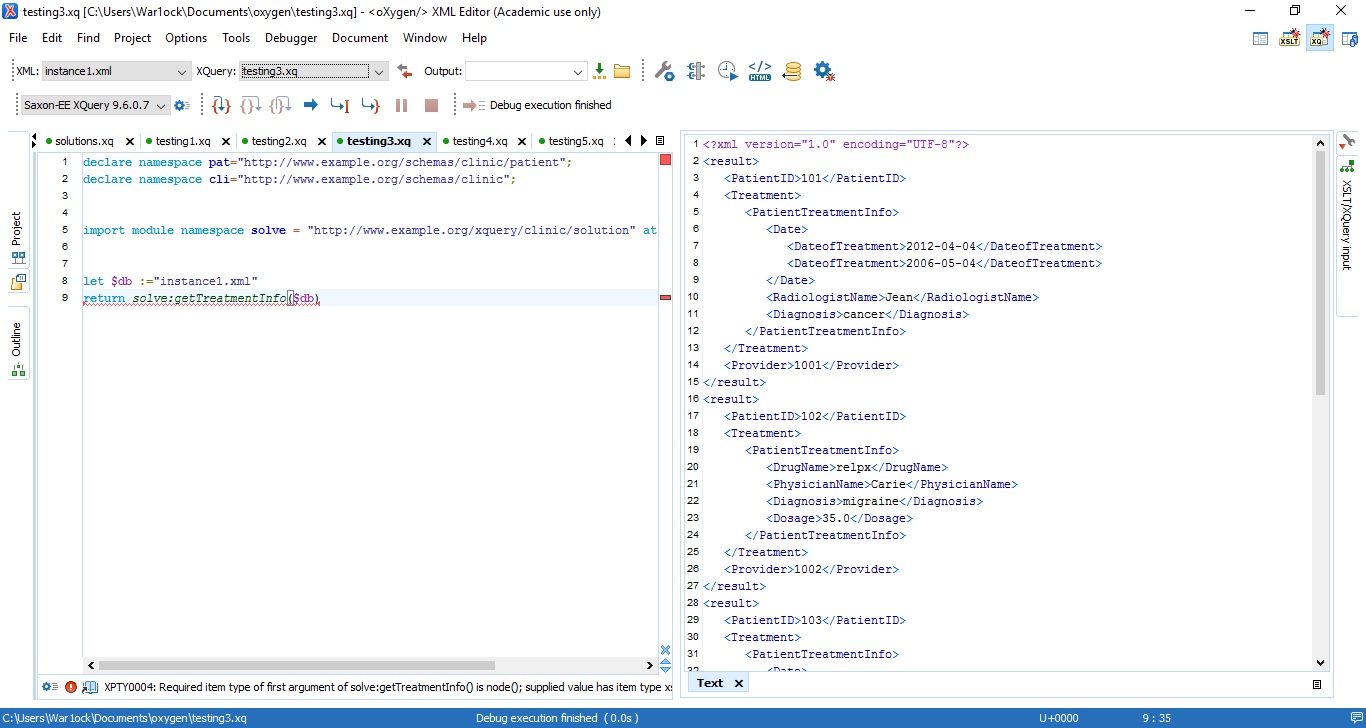 testing3.xq [C:\Users\War1ock\Documents\oxygen\testing3.xq] - <oXygen/> XML Editor (Academic use only)
File Edit Find Project Options Tools Debugger Document Window Help
XML: instance1.xml XQuery: testing3.xq Output:
Saxon-EE XQuery 9.6.0.7 Debug execution finished
solutions.xq testing1.xq testing2.xq testing3.xq testing4.xq testing5.xq
Project
Outline
1 declare namespace pat="http://www.example.org/schemas/clinic/patient";
2 declare namespace cli="http://www.example.org/schemas/clinic";
3
4
5 import module namespace solve = "http://www.example.org/xquery/clinic/solution" at
6
7
8 let $db :="instance1.xml"
9 return solve:getTreatmentInfo($db)
XPTY0004: Required item type of first argument of solve:getTreatmentInfo() is node(); supplied value has item type xs
1 <?xml version="1.0" encoding="UTF-8"?>
2 <result>
3 <PatientID>101</PatientID>
4 <Treatment>
5 <PatientTreatmentInfo>
6 <Date>
7 <DateofTreatment>2012-04-04</DateofTreatment>
8 <DateofTreatment>2006-05-04</DateofTreatment>
9 </Date>
10 <RadiologistName>Jean</RadiologistName>
11 <Diagnosis>cancer</Diagnosis>
12 </PatientTreatmentInfo>
13 </Treatment>
14 <Provider>1001</Provider>
15 </result>
16 <result>
17 <PatientID>102</PatientID>
18 <Treatment>
19 <PatientTreatmentInfo>
20 <DrugName>relpx</DrugName>
21 <PhysicianName>Carie</PhysicianName>
22 <Diagnosis>migraine</Diagnosis>
23 <Dosage>35.0</Dosage>
24 </PatientTreatmentInfo>
25 </Treatment>
26 <Provider>1002</Provider>
27 </result>
28 <result>
29 <PatientID>103</PatientID>
30 <Treatment>
31 <PatientTreatmentInfo>
32 <Date>
Text
XSLT/XQuery input
XSLT XQ
HTML
C:\Users\War1ock\Documents\oxygen\testing3.xq Debug execution finished (0.0s) U+0000 9 : 35